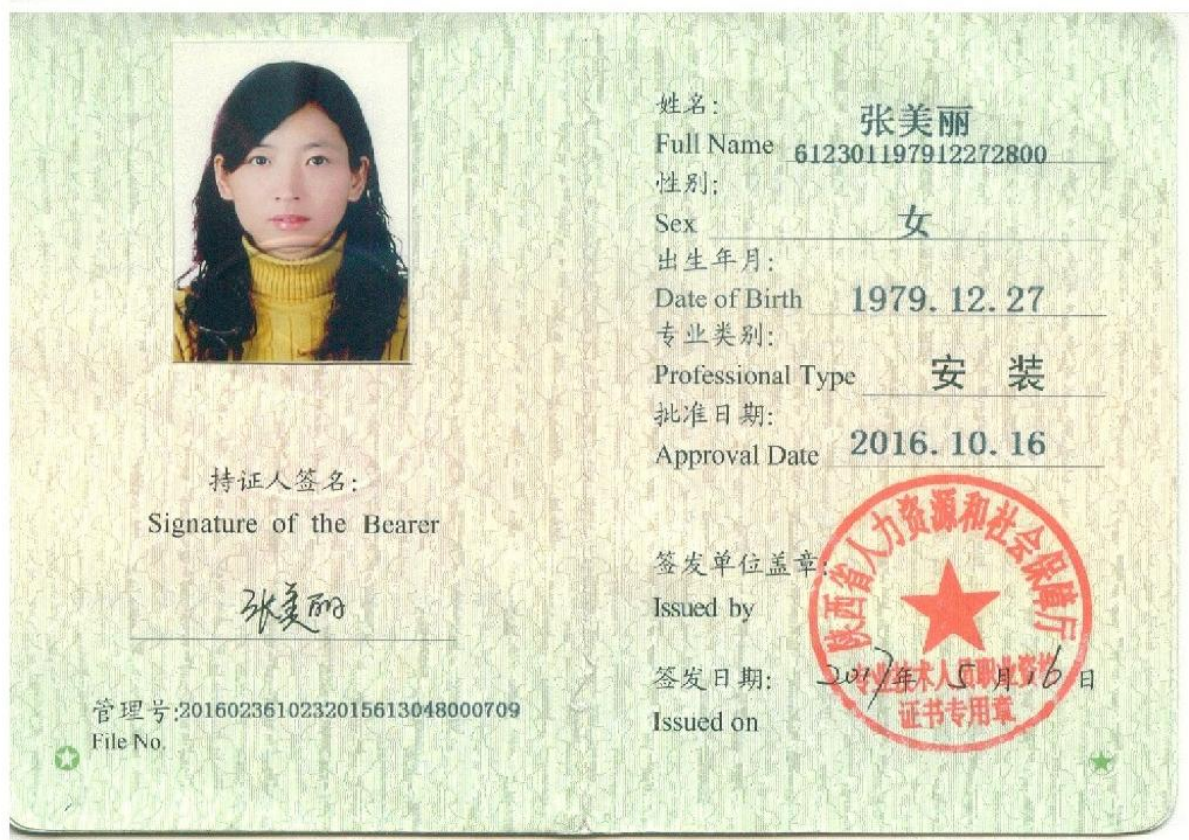 持证人签名：
Signature of the Bearer
张美丽
管理号:2016023610232015613048000709
File No.
姓名：
张美丽
Full Name 612301197912272800
性别：
Sex 女
出生年月：
Date of Birth 1979.12.27
专业类别：
Professional Type 安 装
批准日期：
Approval Date 2016.10.16
签发单位盖章：
Issued by
陕西省人力资源和社会保障厅
专业技术人员职业资格
证书专用章
签发日期： 2017年 5 月 16 日
Issued on